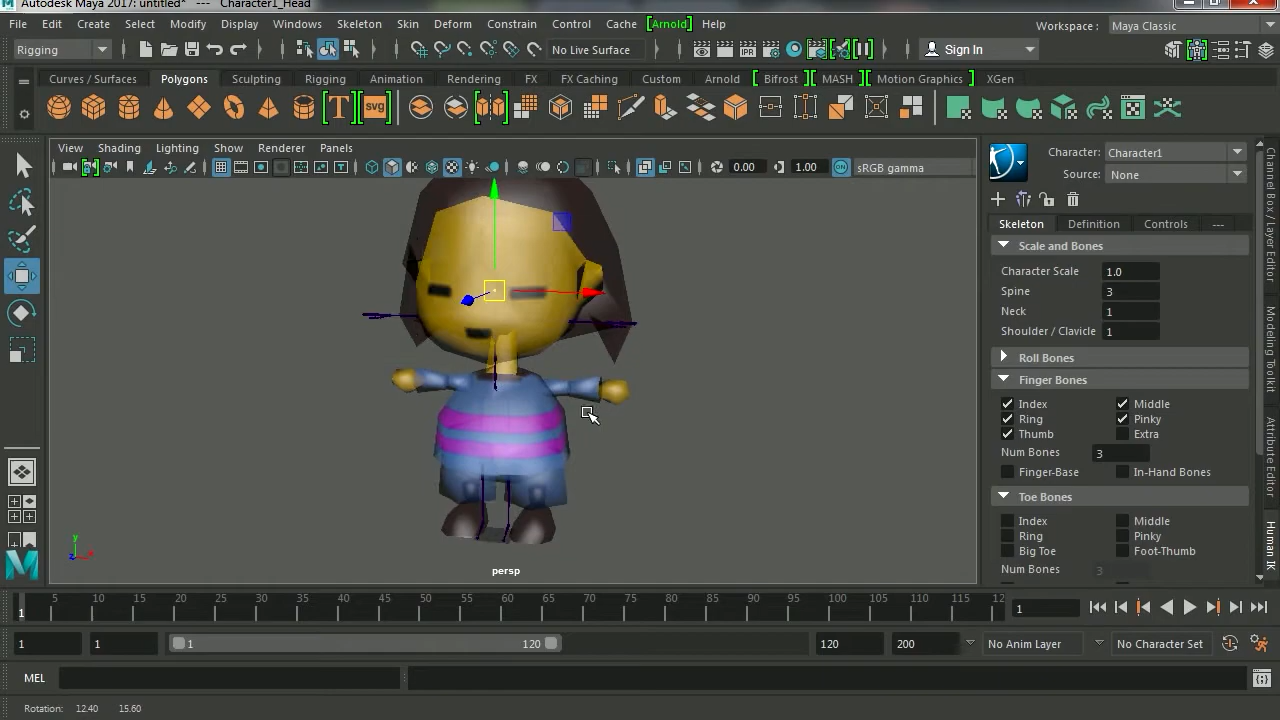 Autodesk Maya 2017: untitled* --- Character1_Head
File Edit Create Select Modify Display Windows Skeleton Skin Deform Constrain Control Cache [Arnold] Help
Workspace : Maya Classic
Rigging No Live Surface Sign In
Curves / Surfaces Polygons Sculpting Rigging Animation Rendering FX FX Caching Custom Arnold Bifrost MASH Motion Graphics XGen
T svg
View Shading Lighting Show Renderer Panels
0.00 1.00 ON sRGB gamma
Character: Character1
Source: None
Skeleton Definition Controls ---
Scale and Bones
Character Scale 1.0
Spine 3
Neck 1
Shoulder / Clavicle 1
Roll Bones
Finger Bones
Index Middle
Ring Pinky
Thumb Extra
Num Bones 3
Finger-Base In-Hand Bones
Toe Bones
Index Middle
Ring Pinky
Big Toe Foot-Thumb
Num Bones 3
Channel Box / Layer Editor
Modeling Toolkit
Attribute Editor
Human IK
y
z x
persp
5 10 15 20 25 30 35 40 45 50 55 60 65 70 75 80 85 90 95 100 105 110 115 12
1 1
1 1 1 120 120 200 No Anim Layer No Character Set
MEL
Rotation: 12.40 15.60